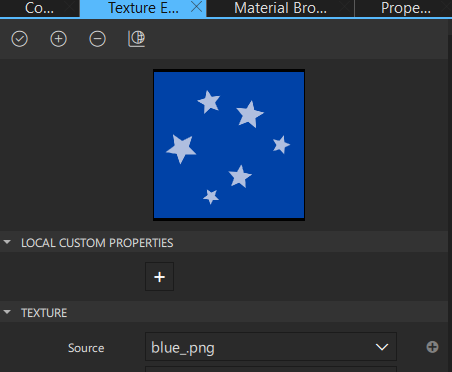 Co... Texture E... Material Bro... Prope...
LOCAL CUSTOM PROPERTIES
TEXTURE
Source blue_.png